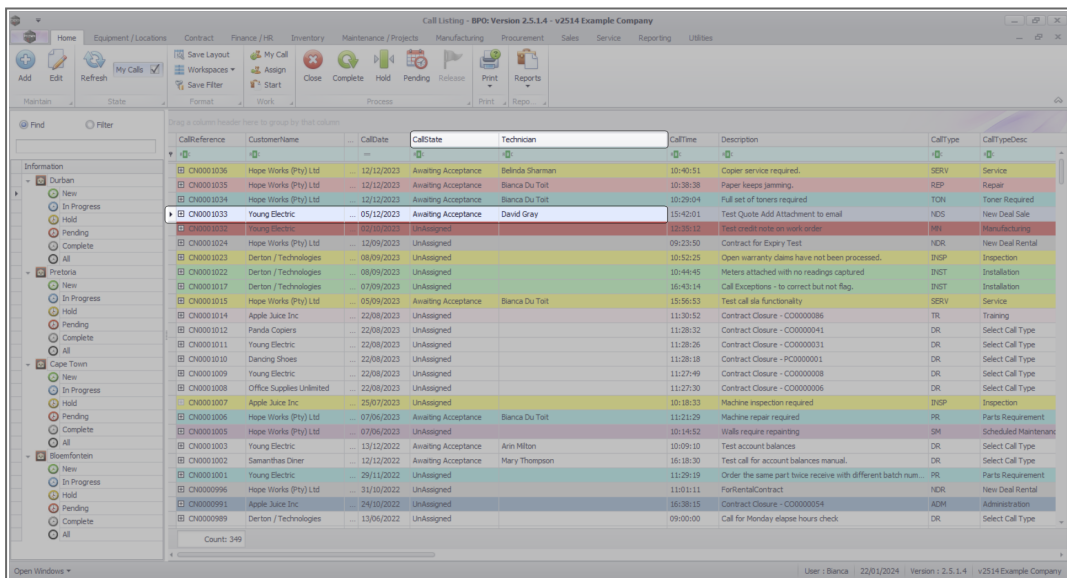 Call Listing - BPO: Version 2.5.1.4 - v2514 Example Company
Home Equipment / Locations Contract Finance / HR Inventory Maintenance / Projects Manufacturing Procurement Sales Service Reporting Utilities
Add Edit Refresh My Calls Save Layout Workspaces Save Filter My Call Assign Start Close Complete Hold Pending Release Print Reports
Maintain State Format Work Process Print Repo...
Find Filter
Drag a column header here to group by that column
CallReference CustomerName ... CallDate CallState Technician CallTime Description CallType CallTypeDesc
Information
Durban
New
In Progress
Hold
Pending
Complete
All
Pretoria
New
In Progress
Hold
Pending
Complete
All
Cape Town
New
In Progress
Hold
Pending
Complete
All
Bloemfontein
New
In Progress
Hold
Pending
Complete
All
CN0001036 Hope Works (Pty) Ltd ... 12/12/2023 Awaiting Acceptance Belinda Sharman 10:40:51 Copier service required. SERV Service
CN0001035 Hope Works (Pty) Ltd ... 12/12/2023 Awaiting Acceptance Bianca Du Toit 10:38:38 Paper keeps jamming. REP Repair
CN0001034 Hope Works (Pty) Ltd ... 12/12/2023 Awaiting Acceptance Bianca Du Toit 10:29:04 Full set of toners required TON Toner Required
CN0001033 Young Electric ... 05/12/2023 Awaiting Acceptance David Gray 15:42:01 Test Quote Add Attachment to email NDS New Deal Sale
CN0001032 Young Electric ... 02/10/2023 UnAssigned 12:35:12 Test credit note on work order MN Manufacturing
CN0001024 Hope Works (Pty) Ltd ... 12/09/2023 UnAssigned 09:23:50 Contract for Expiry Test NDR New Deal Rental
CN0001023 Derton / Technologies ... 08/09/2023 UnAssigned 10:52:25 Open warranty claims have not been processed. INSP Inspection
CN0001022 Derton / Technologies ... 08/09/2023 UnAssigned 10:44:45 Meters attached with no readings captured INST Installation
CN0001017 Derton / Technologies ... 07/09/2023 UnAssigned 16:43:14 Call Exceptions - to correct but not flag. INST Installation
CN0001015 Hope Works (Pty) Ltd ... 05/09/2023 Awaiting Acceptance Bianca Du Toit 15:56:53 Test call sla functionality SERV Service
CN0001014 Apple Juice Inc ... 22/08/2023 UnAssigned 11:30:52 Contract Closure - CO0000086 TR Training
CN0001012 Panda Copiers ... 22/08/2023 UnAssigned 11:28:32 Contract Closure - CO0000041 DR Select Call Type
CN0001011 Young Electric ... 22/08/2023 UnAssigned 11:28:26 Contract Closure - CO0000031 DR Select Call Type
CN0001010 Dancing Shoes ... 22/08/2023 UnAssigned 11:28:18 Contract Closure - PC0000001 DR Select Call Type
CN0001009 Young Electric ... 22/08/2023 UnAssigned 11:27:49 Contract Closure - CO0000008 DR Select Call Type
CN0001008 Office Supplies Unlimited ... 22/08/2023 UnAssigned 11:27:30 Contract Closure - CO0000006 DR Select Call Type
CN0001007 Apple Juice Inc ... 25/07/2023 UnAssigned 10:18:33 Machine inspection required INSP Inspection
CN0001006 Hope Works (Pty) Ltd ... 07/06/2023 Awaiting Acceptance Bianca Du Toit 11:21:29 Machine repair required PR Parts Requirement
CN0001005 Hope Works (Pty) Ltd ... 07/06/2023 UnAssigned 10:14:52 Walls require repainting SM Scheduled Maintenanc
CN0001003 Young Electric ... 13/12/2022 Awaiting Acceptance Arin Milton 10:09:10 Test account balances DR Select Call Type
CN0001002 Samanthas Diner ... 12/12/2022 Awaiting Acceptance Mary Thompson 16:18:30 Test call for account balances manual. DR Select Call Type
CN0001001 Young Electric ... 29/11/2022 UnAssigned 11:29:19 Order the same part twice receive with different batch num... PR Parts Requirement
CN0000996 Hope Works (Pty) Ltd ... 31/10/2022 UnAssigned 11:01:11 ForRentalContract NDR New Deal Rental
CN0000991 Apple Juice Inc ... 24/10/2022 UnAssigned 16:38:15 Contract Closure - CO0000054 ADM Administration
CN0000989 Derton / Technologies ... 13/06/2022 UnAssigned 09:00:00 Call for Monday elapse hours check DR Select Call Type
Count: 349
Open Windows User : Bianca 22/01/2024 Version : 2.5.1.4 v2514 Example Company